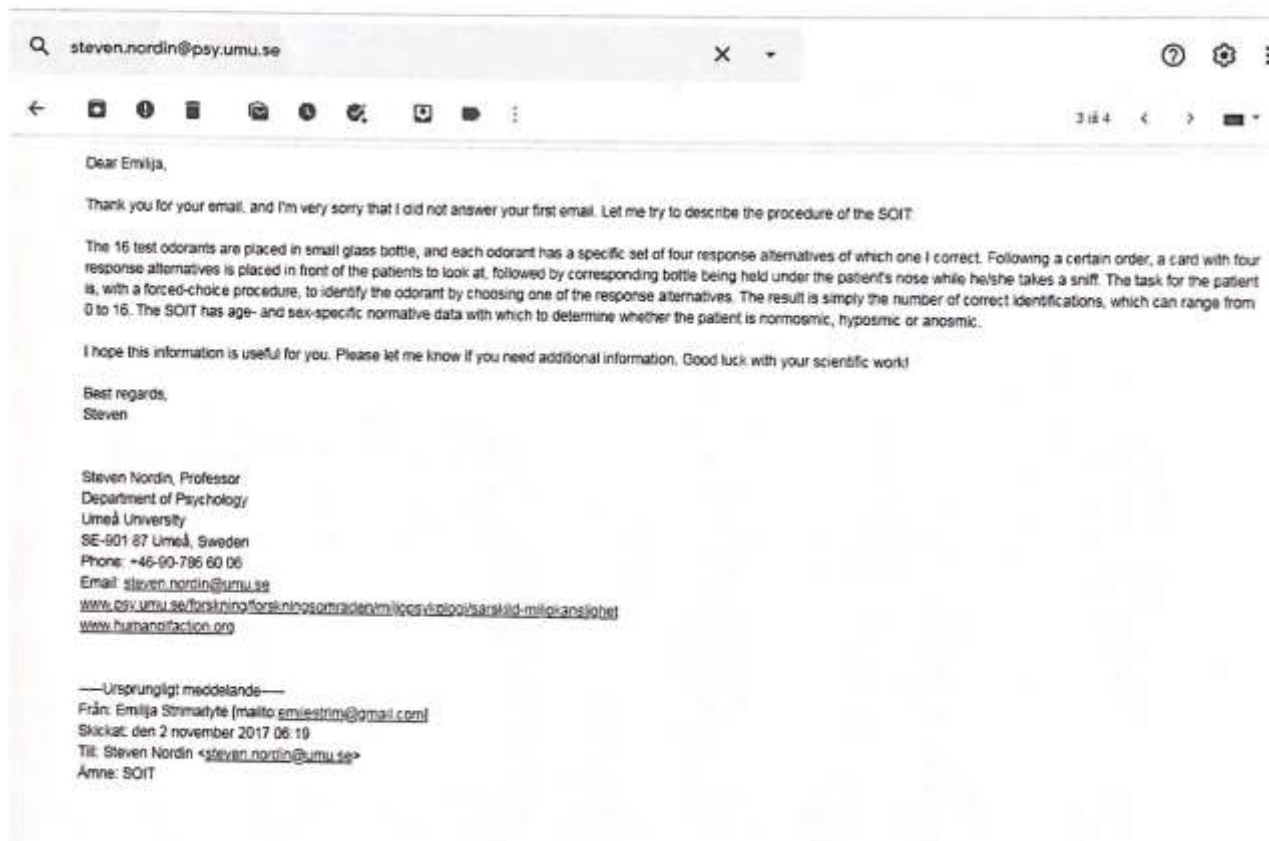 steven.nordin@psy.umu.se
3 iš 4
Dear Emilija,
Thank you for your email, and I'm very sorry that I did not answer your first email. Let me try to describe the procedure of the SOIT:
The 16 test odorants are placed in small glass bottle, and each odorant has a specific set of four response alternatives of which one I correct. Following a certain order, a card with four
response alternatives is placed in front of the patients to look at, followed by corresponding bottle being held under the patient's nose while he/she takes a sniff. The task for the patient
is, with a forced-choice procedure, to identify the odorant by choosing one of the response alternatives. The result is simply the number of correct identifications, which can range from
0 to 16. The SOIT has age- and sex-specific normative data with which to determine whether the patient is normosmic, hyposmic or anosmic.
I hope this information is useful for you. Please let me know if you need additional information. Good luck with your scientific work!
Best regards,
Steven
Steven Nordin, Professor
Department of Psychology
Umeå University
SE-901 87 Umeå, Sweden
Phone: +46-90-786 60 06
Email: steven.nordin@umu.se
www.psy.umu.se/forskning/forskningsomraden/miljopsykologi/sarskild-miljokanslighet
www.humanolfaction.org
-----Ursprungligt meddelande-----
Från: Emilija Strimaityte [mailto:emilestrim@gmail.com]
Skickat: den 2 november 2017 06:19
Till: Steven Nordin <steven.nordin@umu.se>
Ämne: SOIT